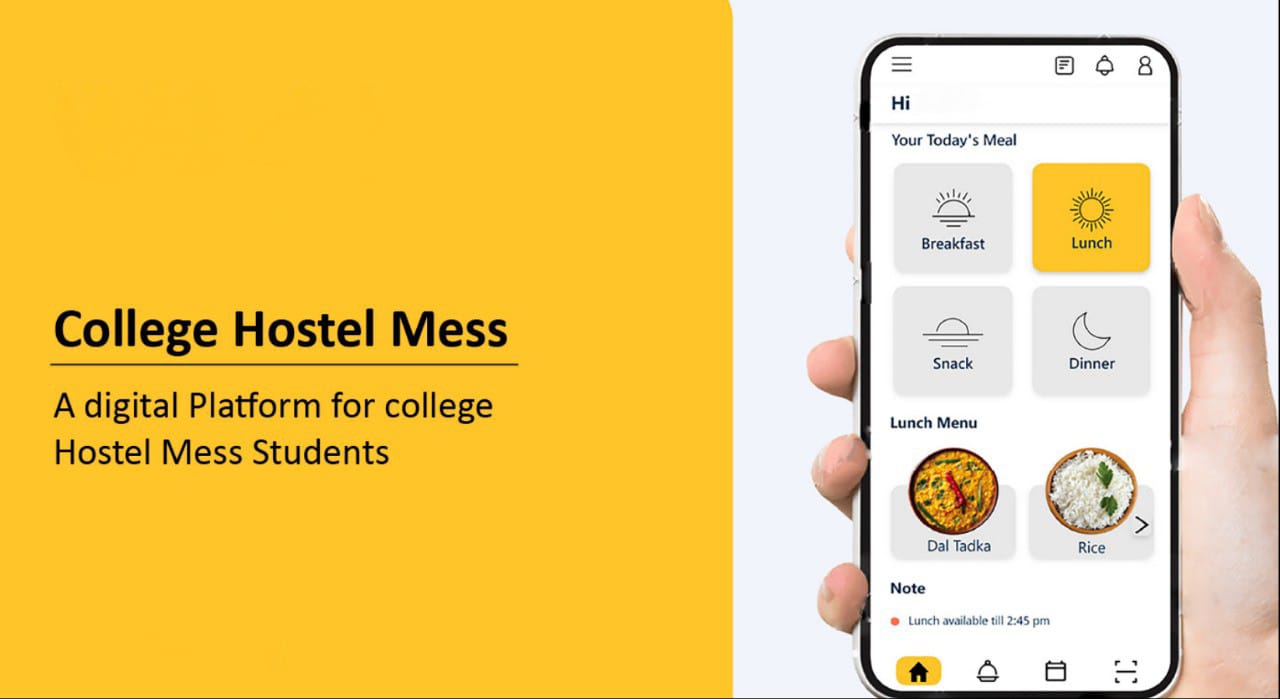 College Hostel Mess
A digital Platform for college
Hostel Mess Students
Hi
Your Today's Meal
Breakfast
Lunch
Snack
Dinner
Lunch Menu
Dal Tadka
Rice
Note
Lunch available till 2:45 pm